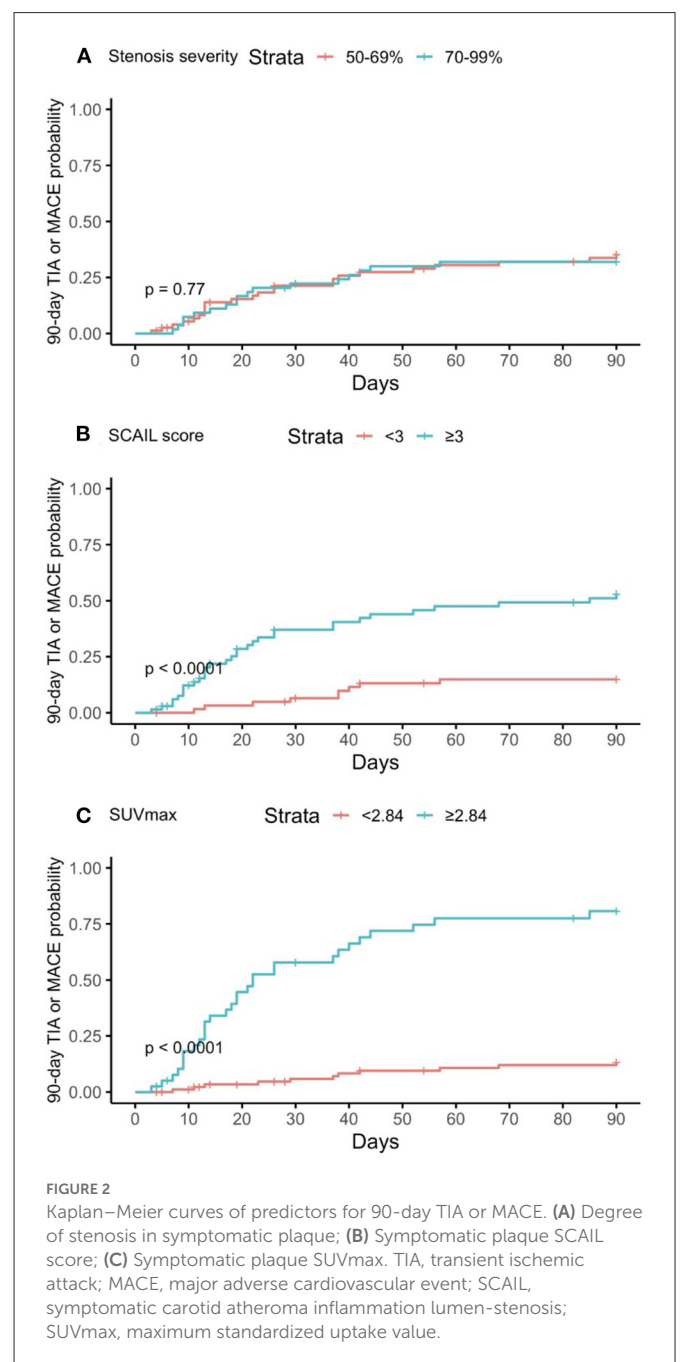 A Stenosis severity Strata 50-69% 70-99%
90-day TIA or MACE probability
1.00
0.75
0.50
0.25
0.00
p = 0.77
0 10 20 30 40 50 60 70 80 90
Days
B SCAIL score Strata <3 ≥3
90-day TIA or MACE probability
1.00
0.75
0.50
0.25
0.00
p < 0.0001
0 10 20 30 40 50 60 70 80 90
Days
C SUVmax Strata <2.84 ≥2.84
90-day TIA or MACE probability
1.00
0.75
0.50
0.25
0.00
p < 0.0001
0 10 20 30 40 50 60 70 80 90
Days
FIGURE 2
Kaplan–Meier curves of predictors for 90-day TIA or MACE. (A) Degree
of stenosis in symptomatic plaque; (B) Symptomatic plaque SCAIL
score; (C) Symptomatic plaque SUVmax. TIA, transient ischemic
attack; MACE, major adverse cardiovascular event; SCAIL,
symptomatic carotid atheroma inflammation lumen-stenosis;
SUVmax, maximum standardized uptake value.